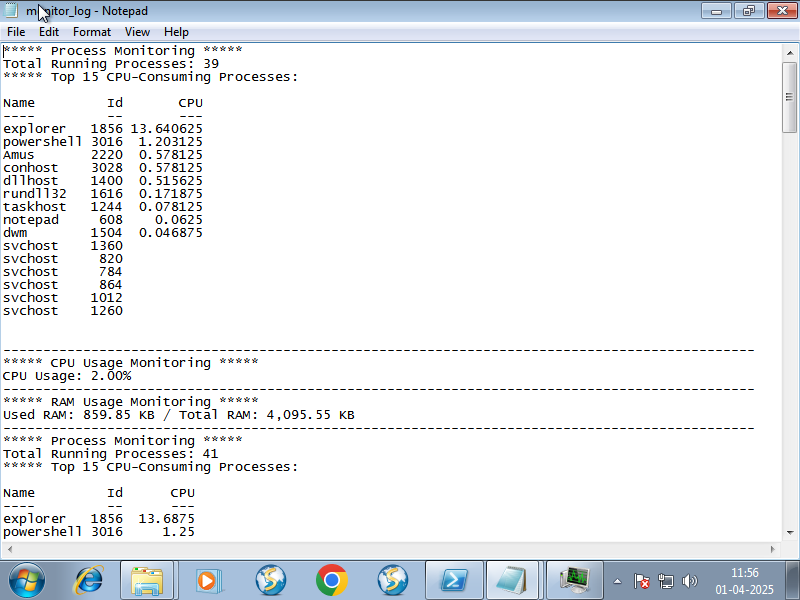 monitor_log - Notepad
File Edit Format View Help
***** Process Monitoring *****
Total Running Processes: 39
***** Top 15 CPU-Consuming Processes:
Name Id CPU
---- -- ---
explorer 1856 13.640625
powershell 3016 1.203125
Amus 2220 0.578125
conhost 3028 0.578125
dllhost 1400 0.515625
rundll32 1616 0.171875
taskhost 1244 0.078125
notepad 608 0.0625
dwm 1504 0.046875
svchost 1360
svchost 820
svchost 784
svchost 864
svchost 1012
svchost 1260
----------------------------------------------------------------------------------------------
***** CPU Usage Monitoring *****
CPU Usage: 2.00%
----------------------------------------------------------------------------------------------
***** RAM Usage Monitoring *****
Used RAM: 859.85 KB / Total RAM: 4,095.55 KB
----------------------------------------------------------------------------------------------
***** Process Monitoring *****
Total Running Processes: 41
***** Top 15 CPU-Consuming Processes:
Name Id CPU
---- -- ---
explorer 1856 13.6875
powershell 3016 1.25
11:56
01-04-2025